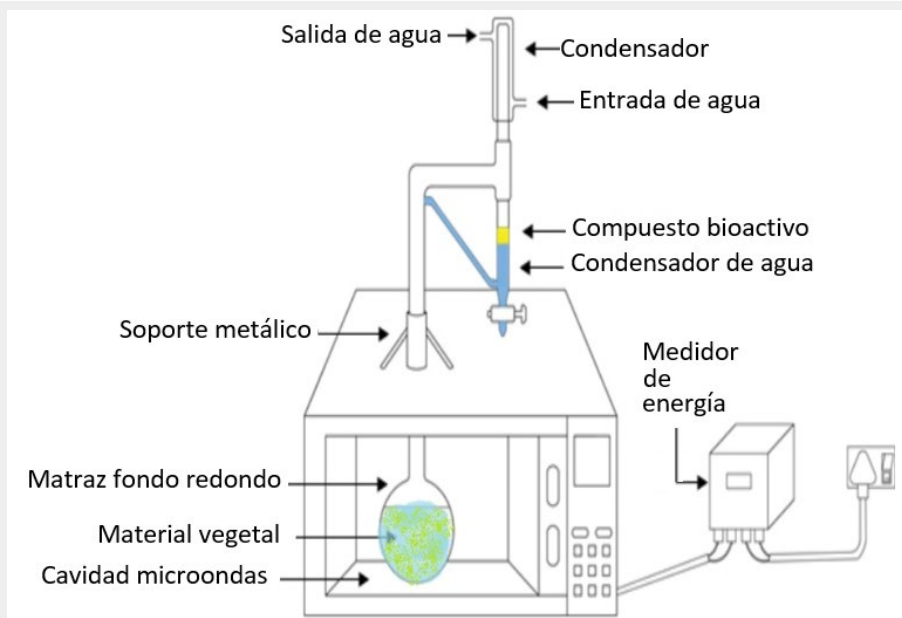 Salida de agua
Condensador
Entrada de agua
Compuesto bioactivo
Condensador de agua
Soporte metálico
Medidor
de
energía
Matraz fondo redondo
Material vegetal
Cavidad microondas